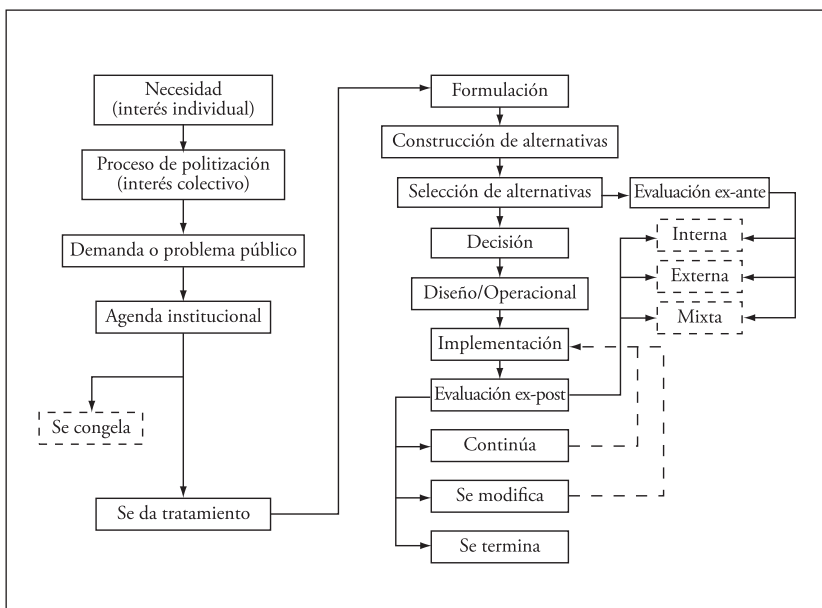 Necesidad
(interés individual)
Proceso de politización
(interés colectivo)
Demanda o problema público
Agenda institucional
Se congela
Se da tratamiento
Formulación
Construcción de alternativas
Selección de alternativas
Evaluación ex-ante
Decisión
Interna
Diseño/Operacional
Externa
Mixta
Implementación
Evaluación ex-post
Continúa
Se modifica
Se termina